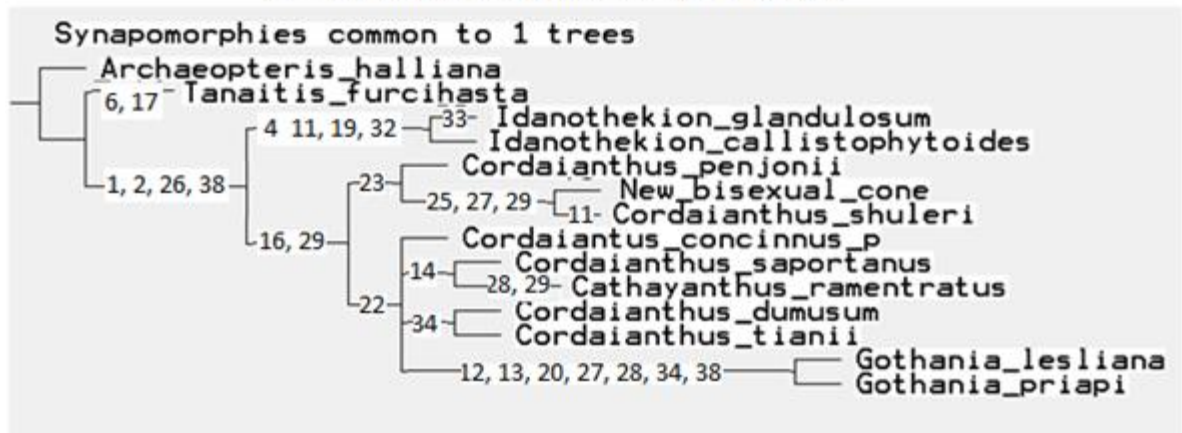 Synapomorphies common to 1 trees
Archaeopteris_halliana
6, 17 Tanaitis_furcihasta
33 Idanothekion_glandulosum
4 11, 19, 32
Idanothekion_callistophytoides
Cordaianthus_penjonii
23
1, 2, 26, 38
New_bisexual_cone
25, 27, 29
11 Cordaianthus_shuleri
16, 29
Cordaiantus_concinnus_p
Cordaianthus_saportanus
14
28, 29 Cathayanthus_ramentratus
22
Cordaianthus_dumusum
34
Cordaianthus_tianii
Gothania_lesliana
12, 13, 20, 27, 28, 34, 38
Gothania_priapi